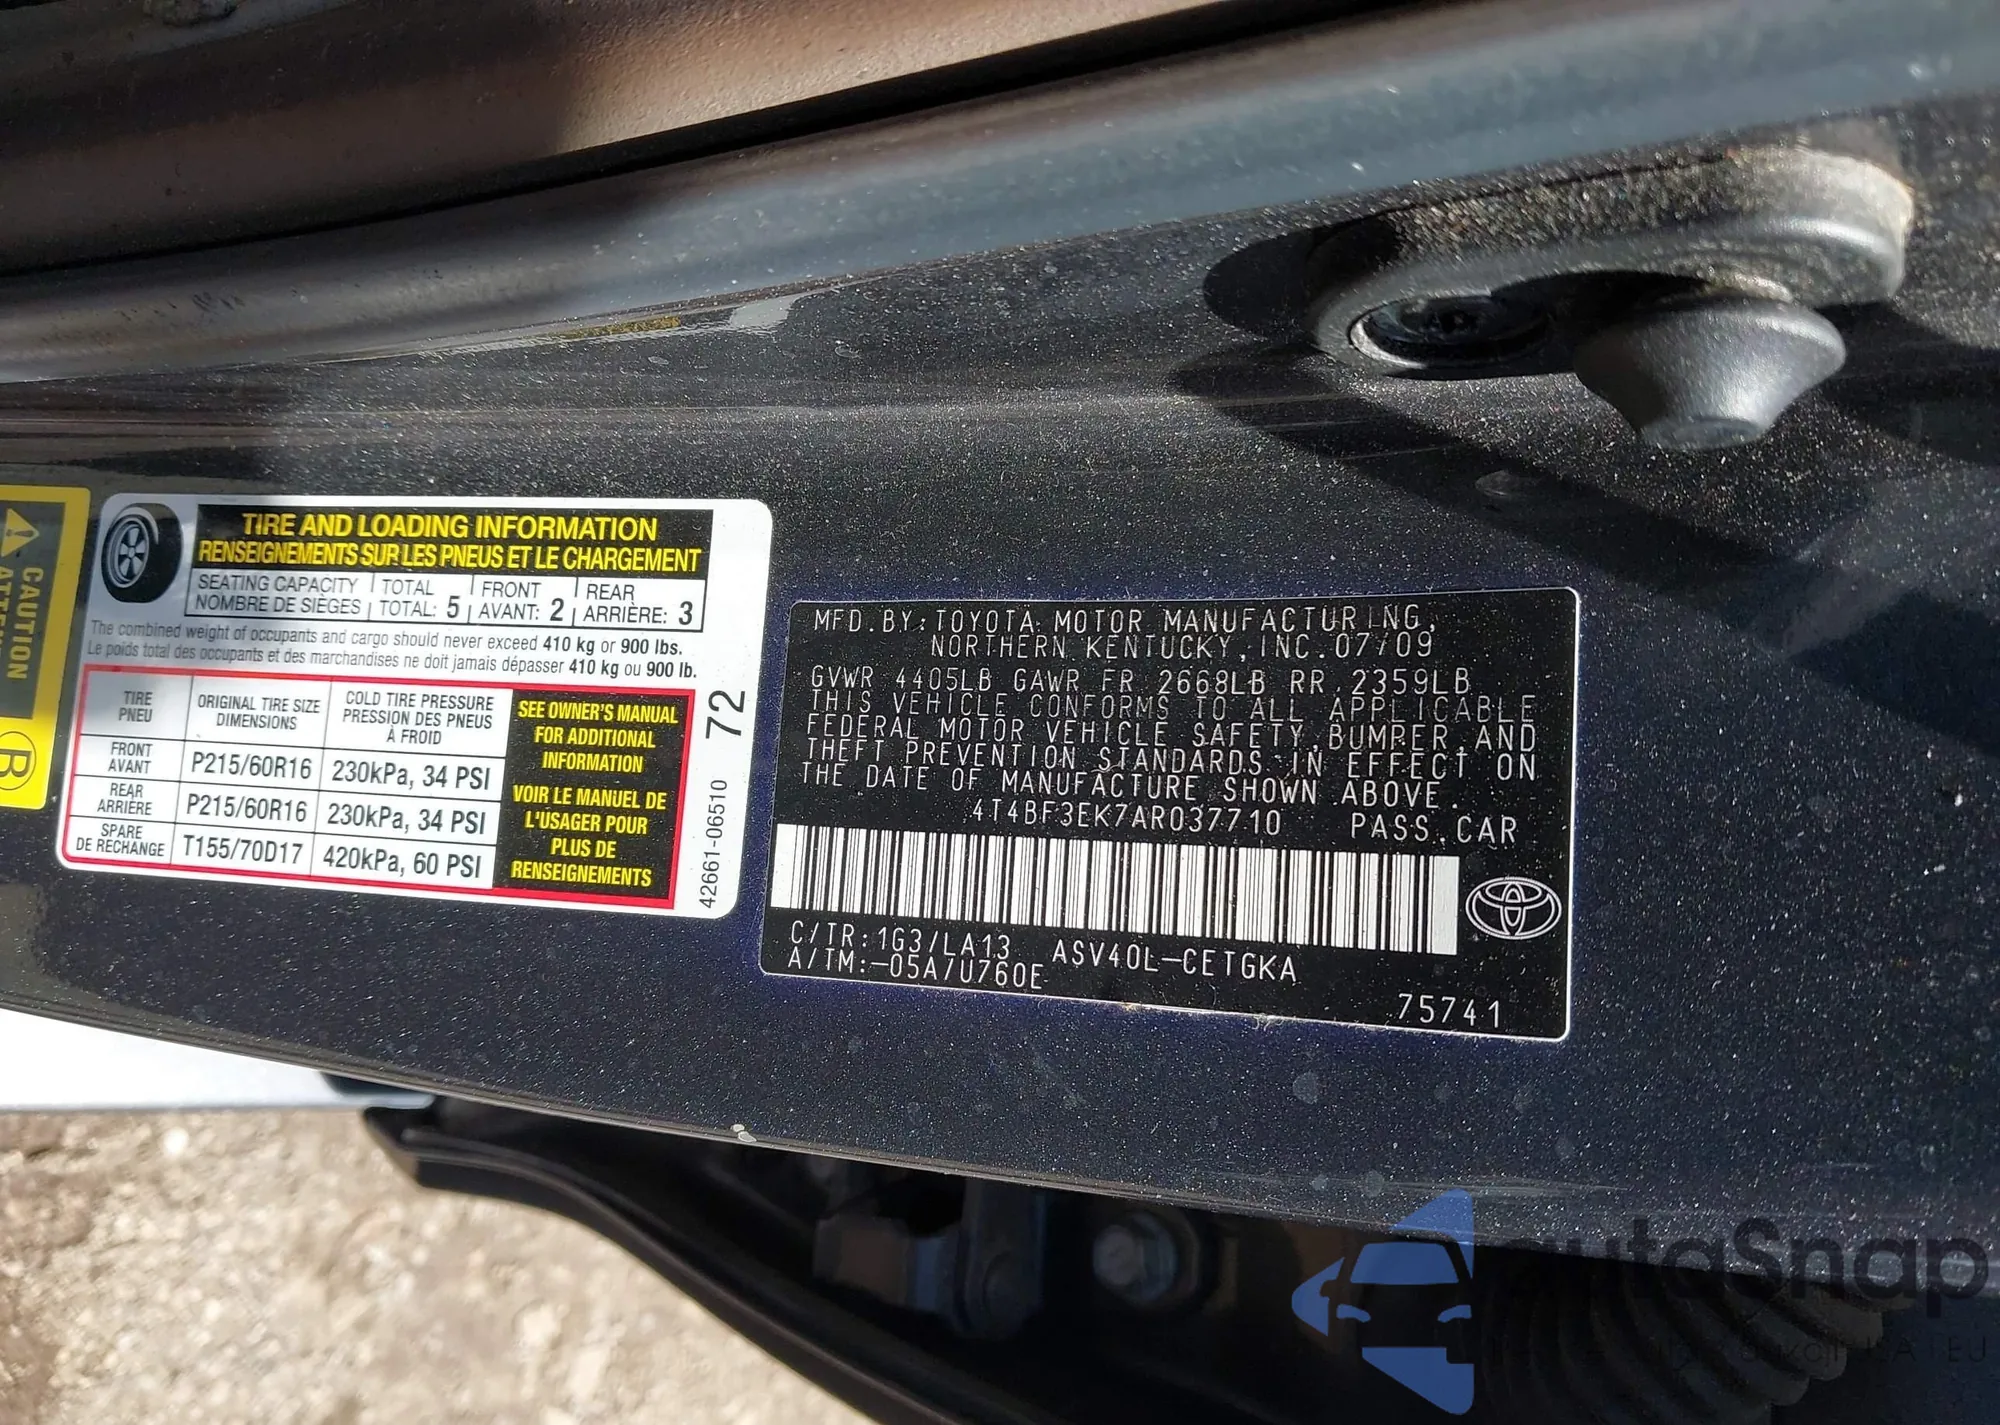 CAUTION
TIRE AND LOADING INFORMATION
RENSEIGNEMENTS SUR LES PNEUS ET LE CHARGEMENT
SEATING CAPACITY TOTAL FRONT REAR
NOMBRE DE SIÈGES TOTAL: 5 AVANT: 2 ARRIÈRE: 3
The combined weight of occupants and cargo should never exceed 410 kg or 900 lbs.
Le poids total des occupants et des marchandises ne doit jamais dépasser 410 kg ou 900 lb.
TIRE
PNEU
ORIGINAL TIRE SIZE
DIMENSIONS
COLD TIRE PRESSURE
PRESSION DES PNEUS
À FROID
FRONT
AVANT
P215/60R16
230kPa, 34 PSI
REAR
ARRIÈRE
P215/60R16
230kPa, 34 PSI
SPARE
DE RECHANGE
T155/70D17
420kPa, 60 PSI
SEE OWNER'S MANUAL
FOR ADDITIONAL
INFORMATION
VOIR LE MANUEL DE
L'USAGER POUR
PLUS DE
RENSEIGNEMENTS
42661-06510 72
MFD.BY:TOYOTA MOTOR MANUFACTURING,
NORTHERN KENTUCKY, INC.07/09
GVWR 4405LB GAWR FR 2668LB RR 2359LB
THIS VEHICLE CONFORMS TO ALL APPLICABLE
FEDERAL MOTOR VEHICLE SAFETY, BUMPER, AND
THEFT PREVENTION STANDARDS IN EFFECT ON
THE DATE OF MANUFACTURE SHOWN ABOVE.
4T4BF3EK7AR037710 PASS.CAR
C/TR:1G3/LA13 ASV40L-CETGKA
A/TM:-05A/U760E
75741
autoSnap